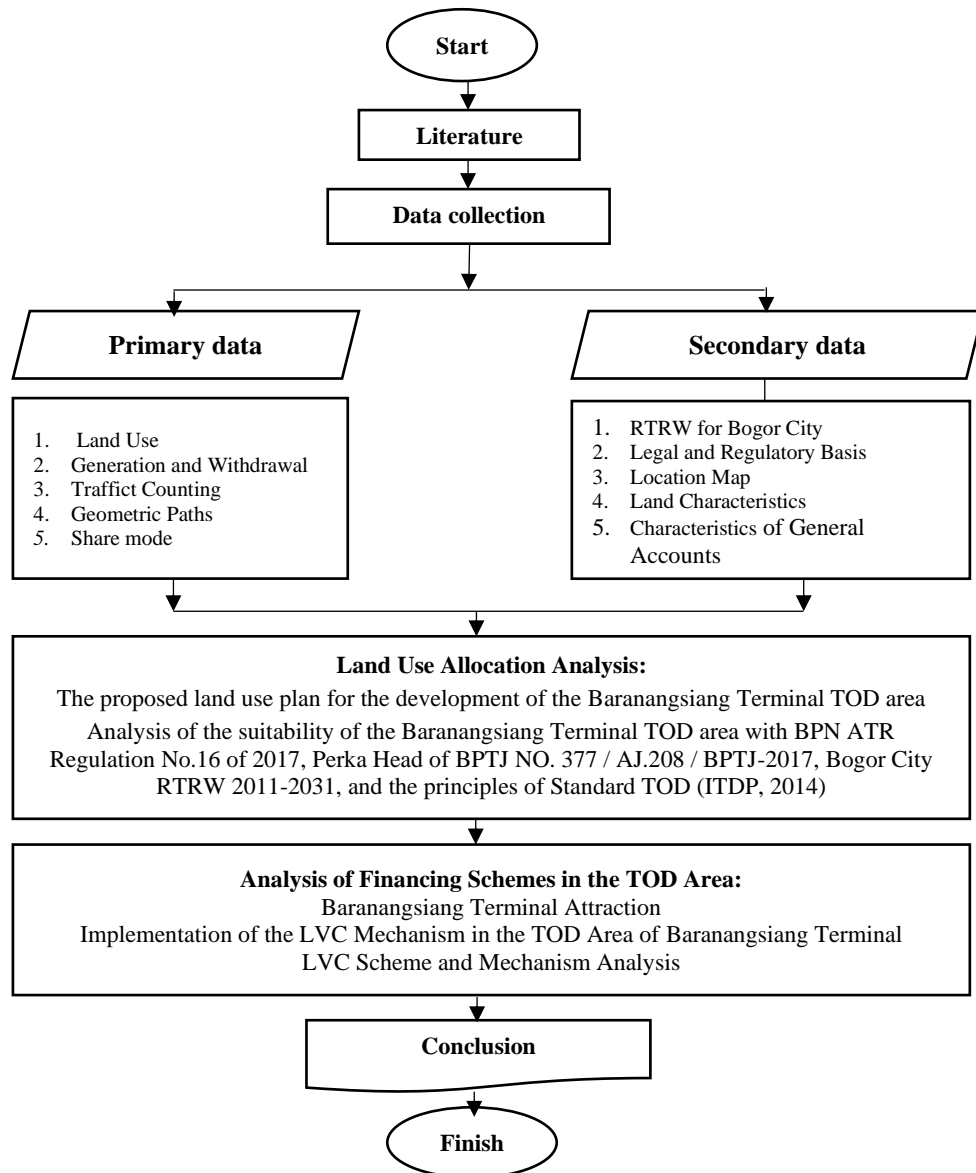 Start
Literature
Data collection
Primary data
Secondary data
1. Land Use
2. Generation and Withdrawal
3. Traffict Counting
4. Geometric Paths
5. Share mode
1. RTRW for Bogor City
2. Legal and Regulatory Basis
3. Location Map
4. Land Characteristics
5. Characteristics of General
Accounts
Land Use Allocation Analysis:
The proposed land use plan for the development of the Baranangsiang Terminal TOD area
Analysis of the suitability of the Baranangsiang Terminal TOD area with BPN ATR
Regulation No.16 of 2017, Perka Head of BPTJ NO. 377 / AJ.208 / BPTJ-2017, Bogor City
RTRW 2011-2031, and the principles of Standard TOD (ITDP, 2014)
Analysis of Financing Schemes in the TOD Area:
Baranangsiang Terminal Attraction
Implementation of the LVC Mechanism in the TOD Area of Baranangsiang Terminal
LVC Scheme and Mechanism Analysis
Conclusion
Finish